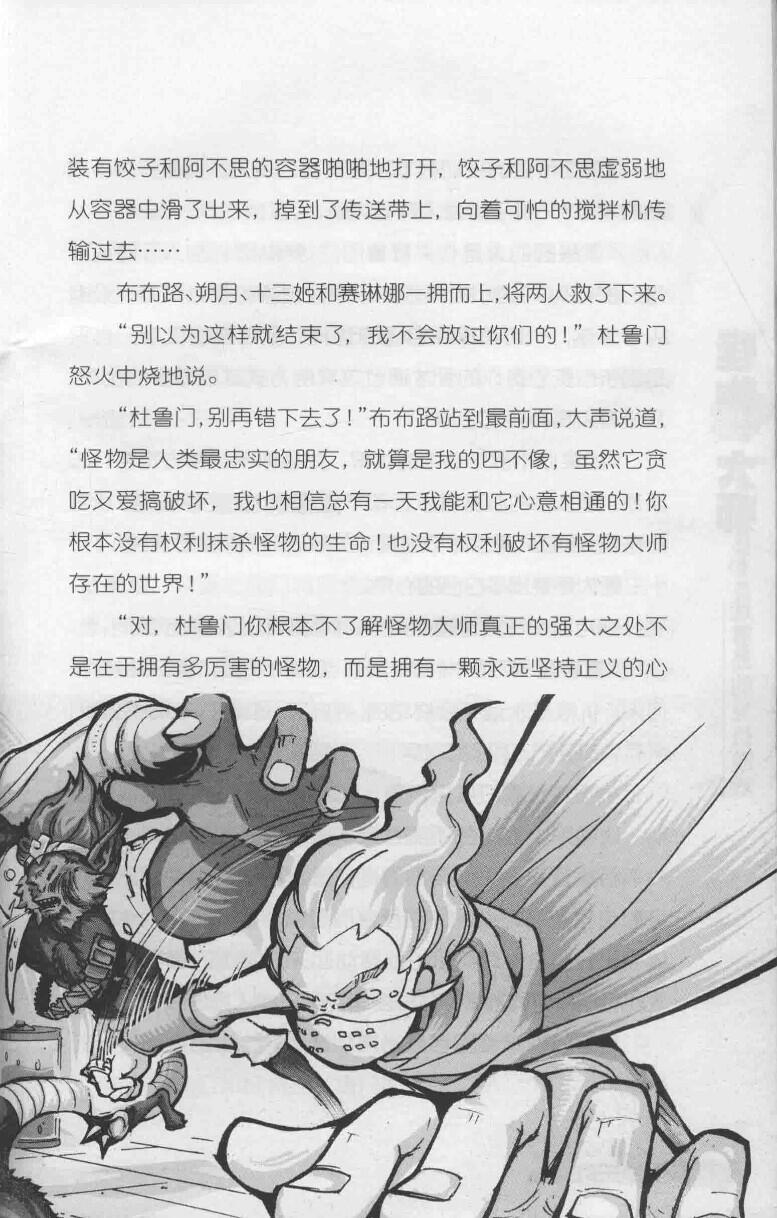 装有饺子和阿不思的容器啪啪地打开，饺子和阿不思虚弱地
从容器中滑了出来，掉到了传送带上，向着可怕的搅拌机传
输过去……
布布路、朔月、十三姬和赛琳娜一拥而上，将两人救了下来。
“别以为这样就结束了，我不会放过你们的！”杜鲁门
怒火中烧地说。
“杜鲁门，别再错下去了！”布布路站到最前面，大声说道，
“怪物是人类最忠实的朋友，就算是我的四不像，虽然它贪
吃又爱搞破坏，我也相信总有一天我能和它心意相通的！你
根本没有权利抹杀怪物的生命！也没有权利破坏有怪物大师
存在的世界！”
“对，杜鲁门你根本不了解怪物大师真正的强大之处不
是在于拥有多厉害的怪物，而是拥有一颗永远坚持正义的心